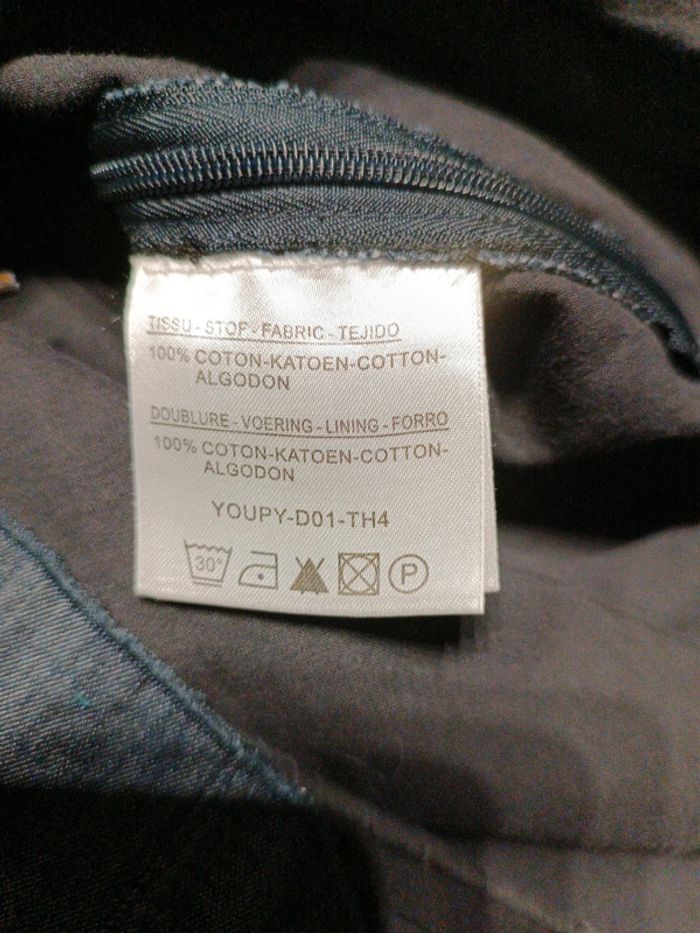 TISSU - STOF - FABRIC - TEJIDO
100% COTON-KATOEN-COTTON-
ALGODON
DOUBLURE - VOERING - LINING - FORRO
100% COTON-KATOEN-COTTON-
ALGODON
YOUPY-D01-TH4
30° P